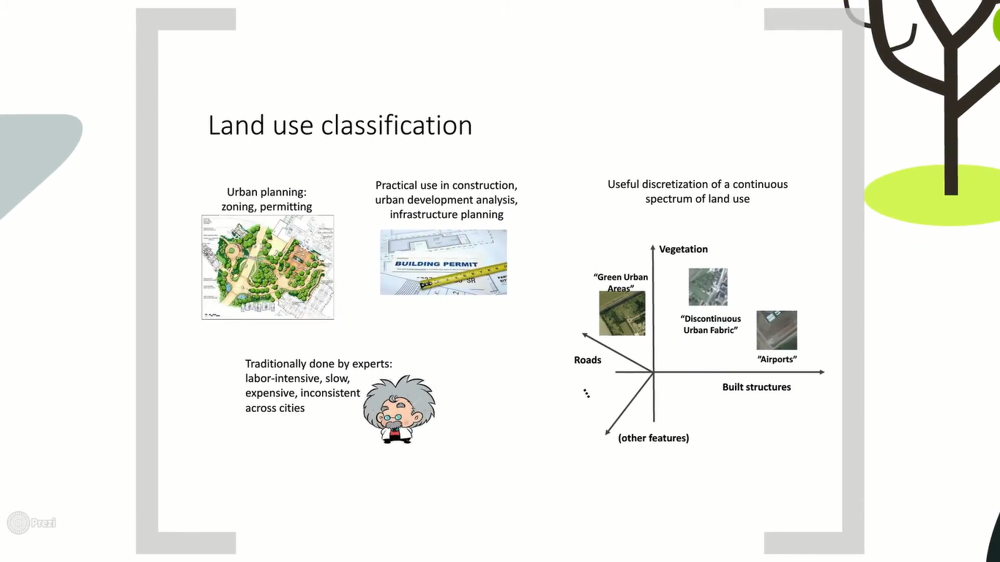 Land use classification
Urban planning:
zoning, permitting
Practical use in construction,
urban development analysis,
infrastructure planning
BUILDING PERMIT
SR
Traditionally done by experts:
labor-intensive, slow,
expensive, inconsistent
across cities
Useful discretization of a continuous
spectrum of land use
Vegetation
“Green Urban
Areas”
“Discontinuous
Urban Fabric”
”Airports”
Roads
Built structures
(other features)
Prezi